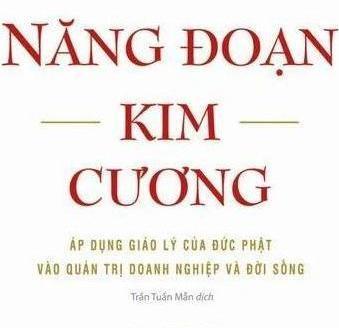 NĂNG ĐOẠN
KIM
CƯƠNG
ÁP DỤNG GIÁO LÝ CỦA ĐỨC PHẬT
VÀO QUẢN TRỊ DOANH NGHIỆP VÀ ĐỜI SỐNG
Trần Tuấn Mẫn dịch